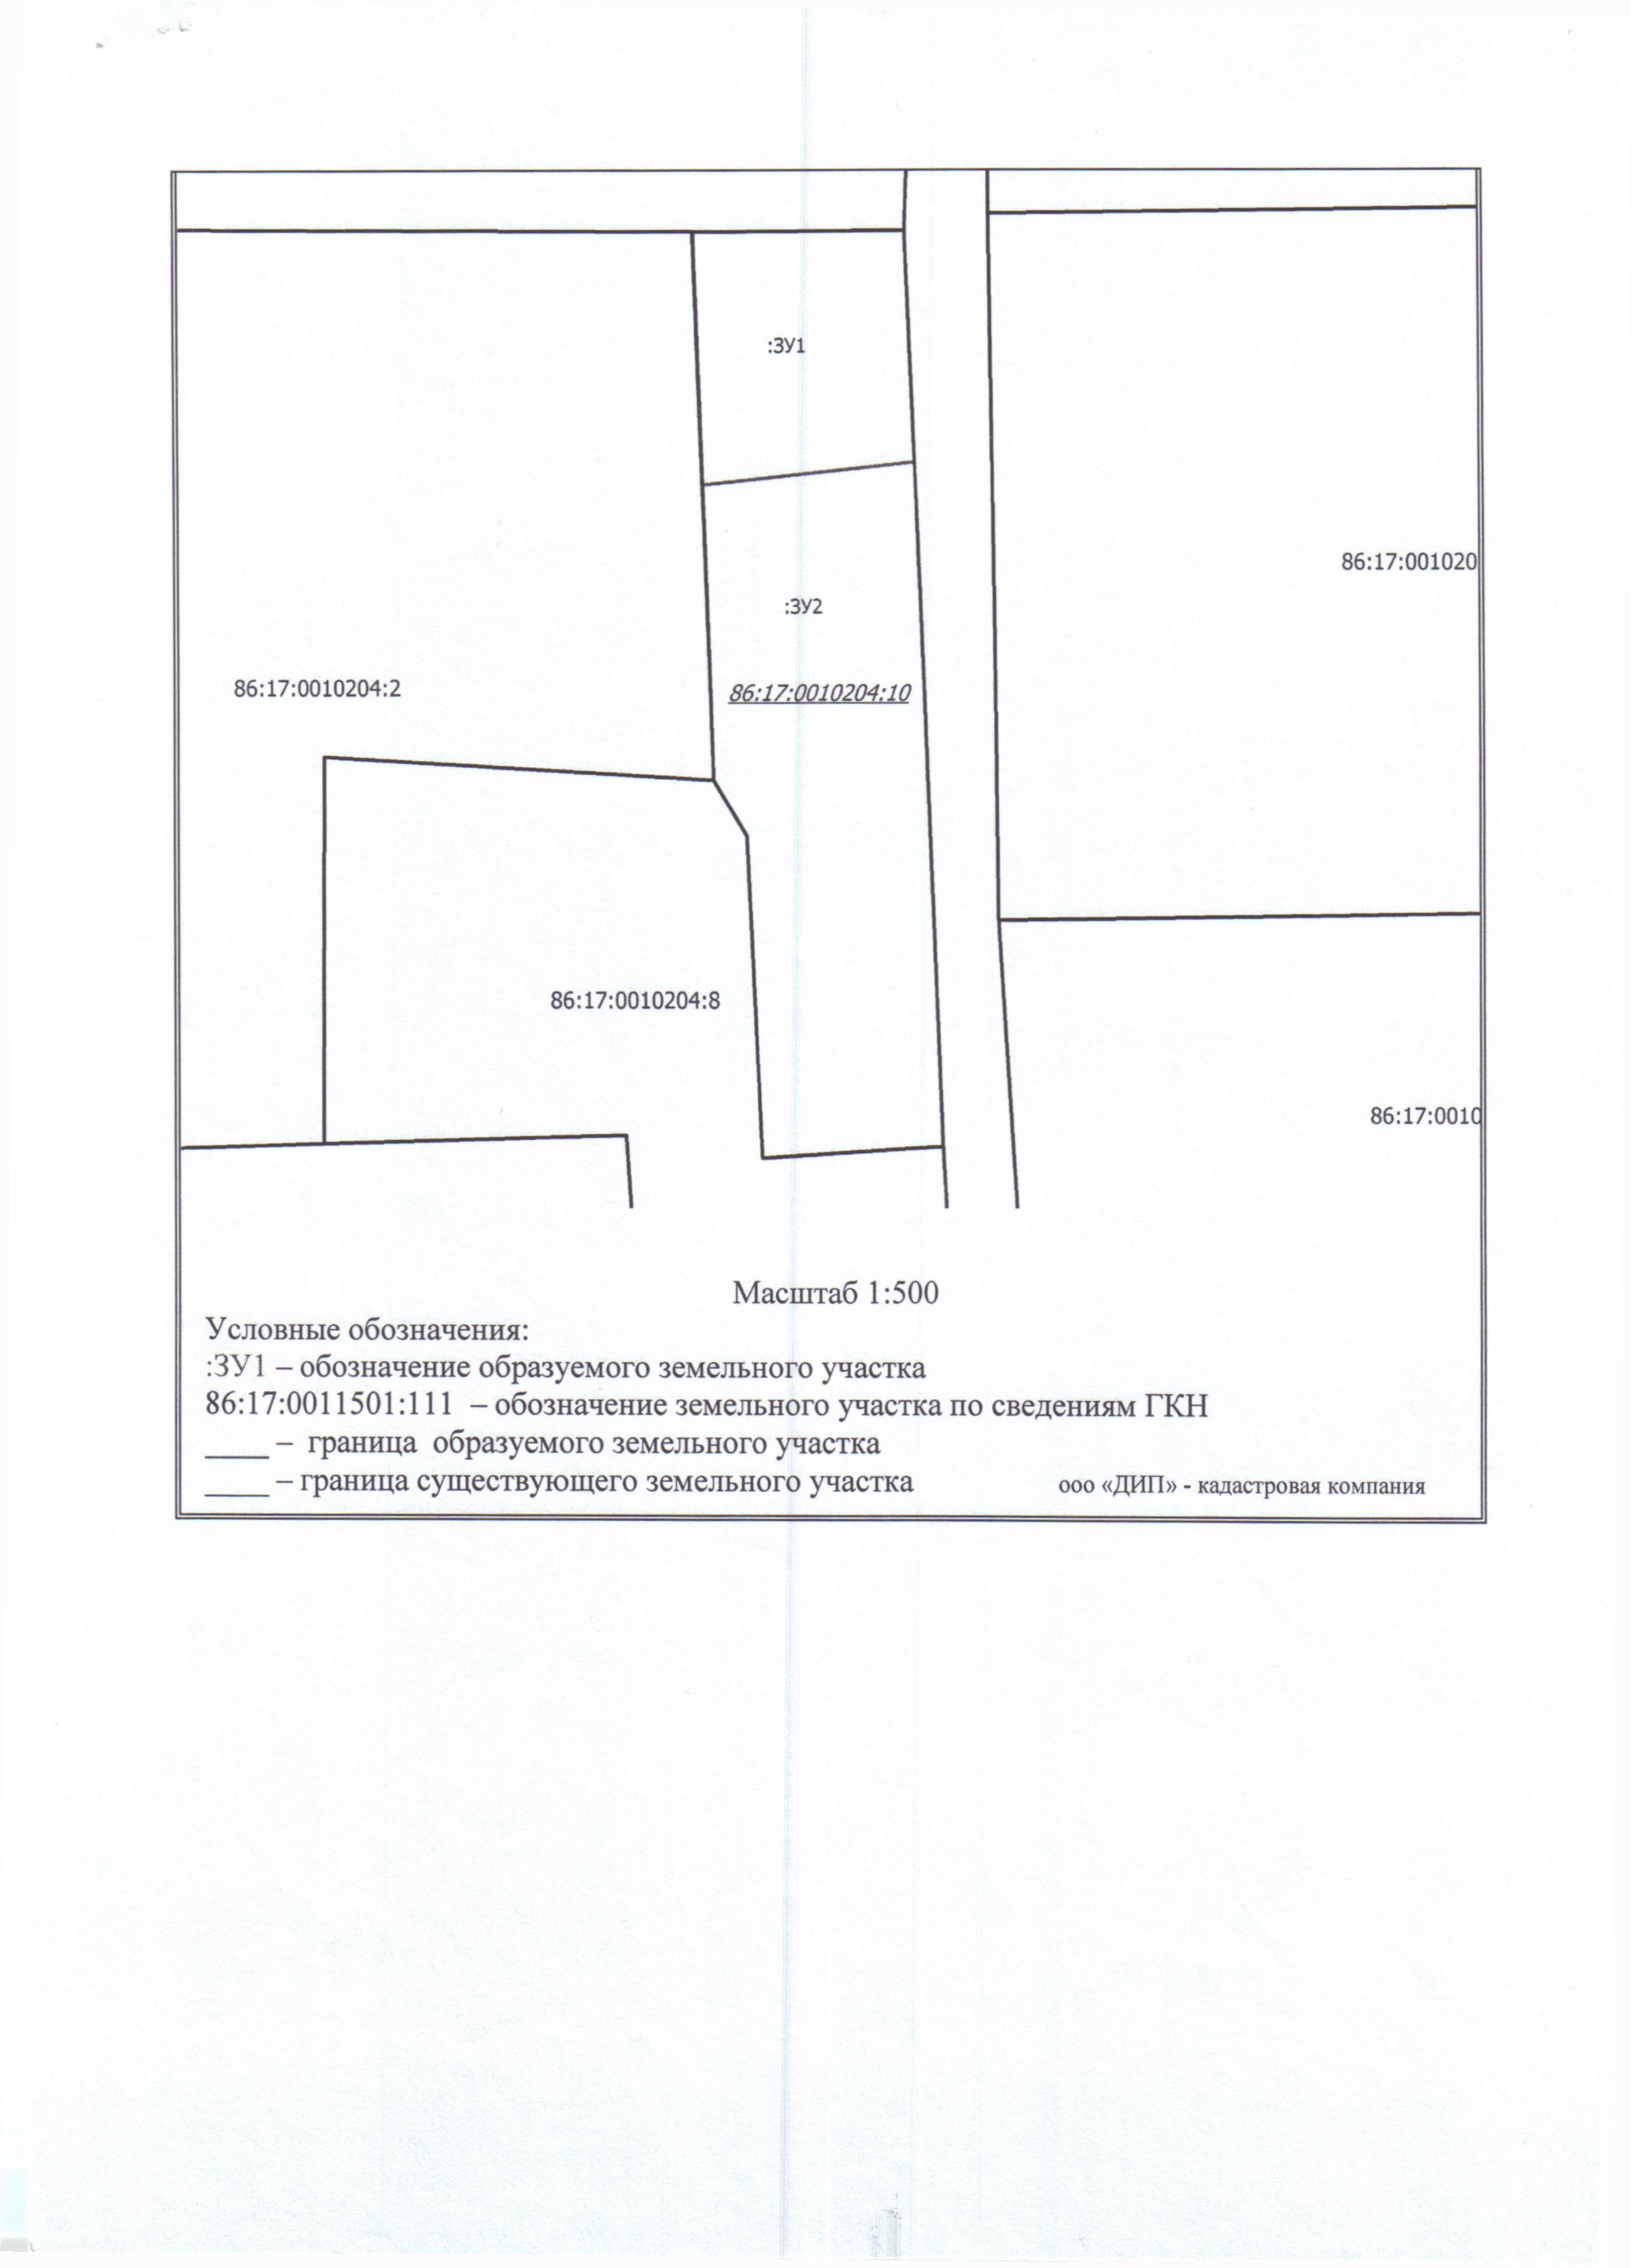 :ЗУ1
86:17:001020
:ЗУ2
86:17:0010204:2
86:17:0010204:10
86:17:0010204:8
86:17:0010
Масштаб 1:500
Условные обозначения:
:ЗУ1 – обозначение образуемого земельного участка
86:17:0011501:111 – обозначение земельного участка по сведениям ГКН
____ – граница образуемого земельного участка
____ – граница существующего земельного участка
ооо «ДИП» - кадастровая компания